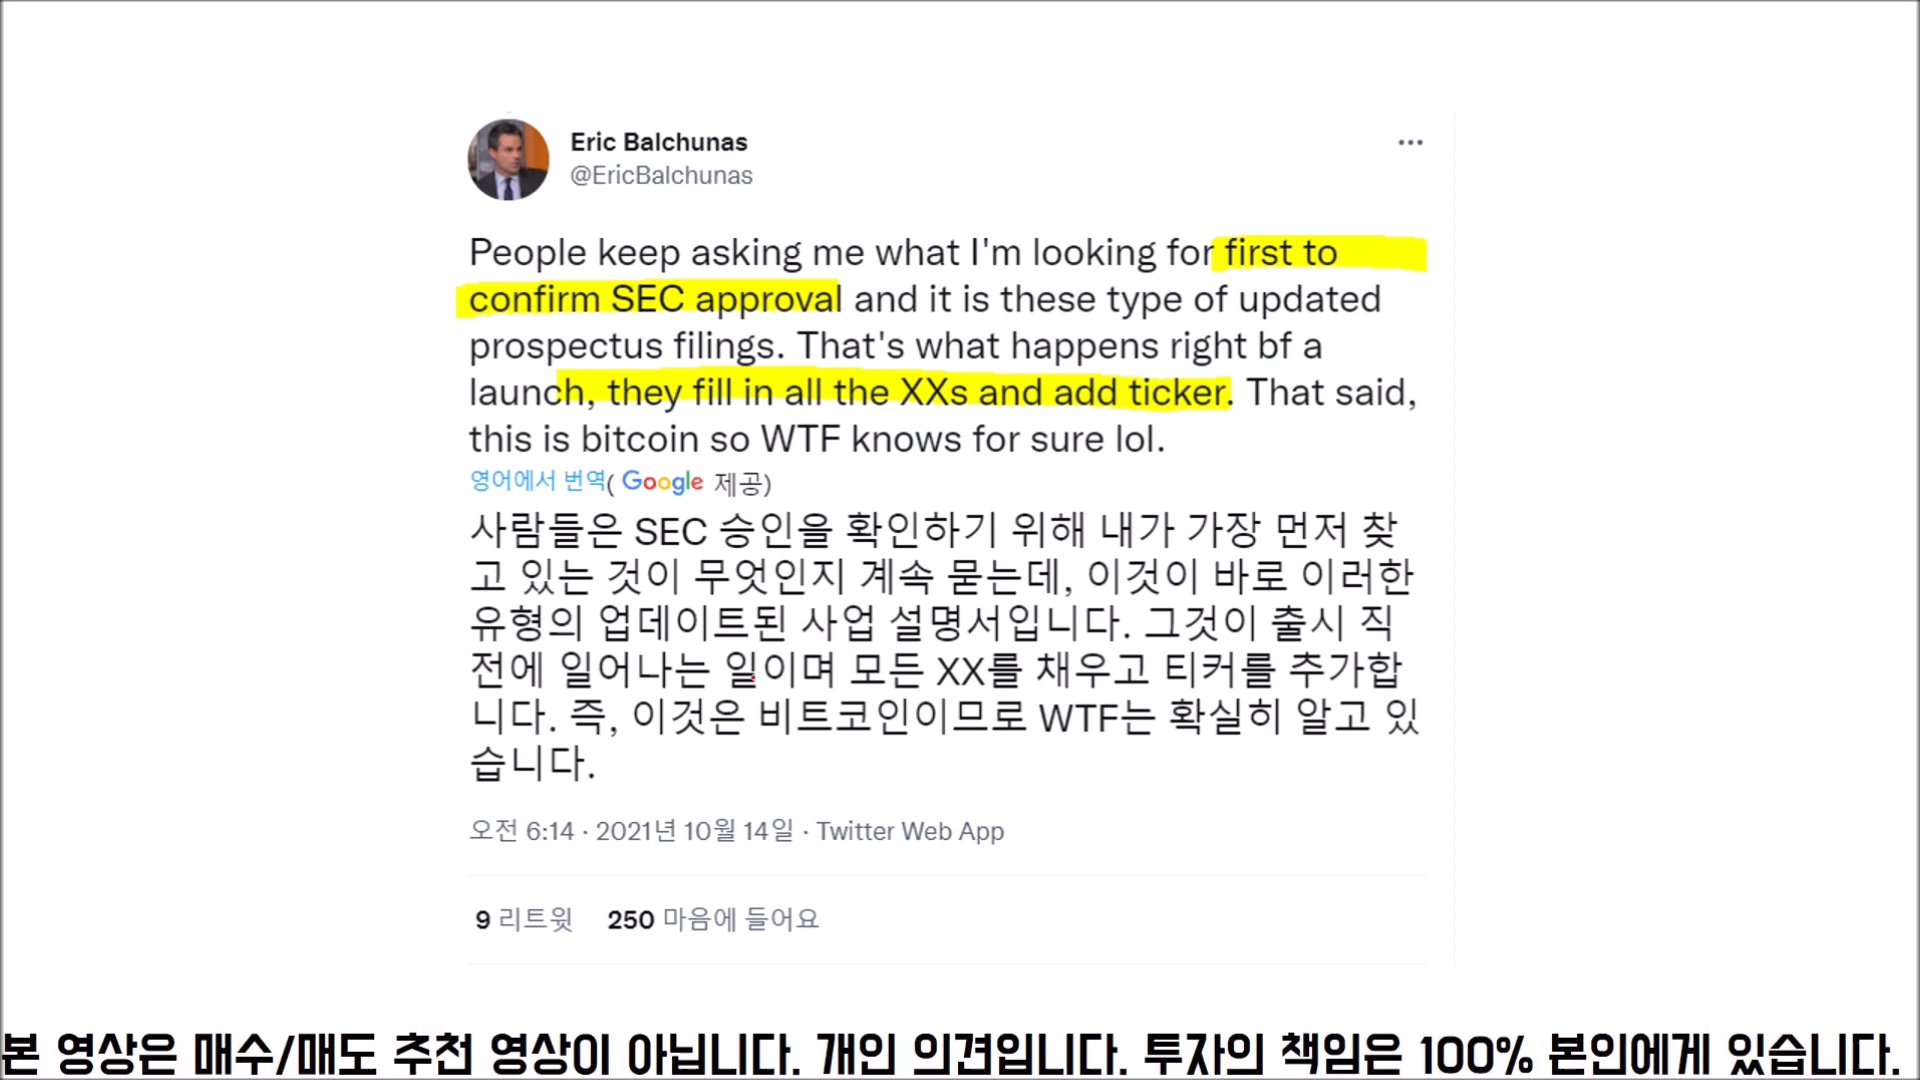 Eric Balchunas
@EricBalchunas
People keep asking me what I'm looking for first to
confirm SEC approval and it is these type of updated
prospectus filings. That's what happens right bf a
launch, they fill in all the XXs and add ticker. That said,
this is bitcoin so WTF knows for sure lol.
영어에서 번역( Google 제공)
사람들은 SEC 승인을 확인하기 위해 내가 가장 먼저 찾
고 있는 것이 무엇인지 계속 묻는데, 이것이 바로 이러한
유형의 업데이트된 사업 설명서입니다. 그것이 출시 직
전에 일어나는 일이며 모든 XX를 채우고 티커를 추가합
니다. 즉, 이것은 비트코인이므로 WTF는 확실히 알고 있
습니다.
오전 6:14 · 2021년 10월 14일 · Twitter Web App
9 리트윗 250 마음에 들어요
본 영상은 매수/매도 추천 영상이 아닙니다. 개인 의견입니다. 투자의 책임은 100% 본인에게 있습니다.